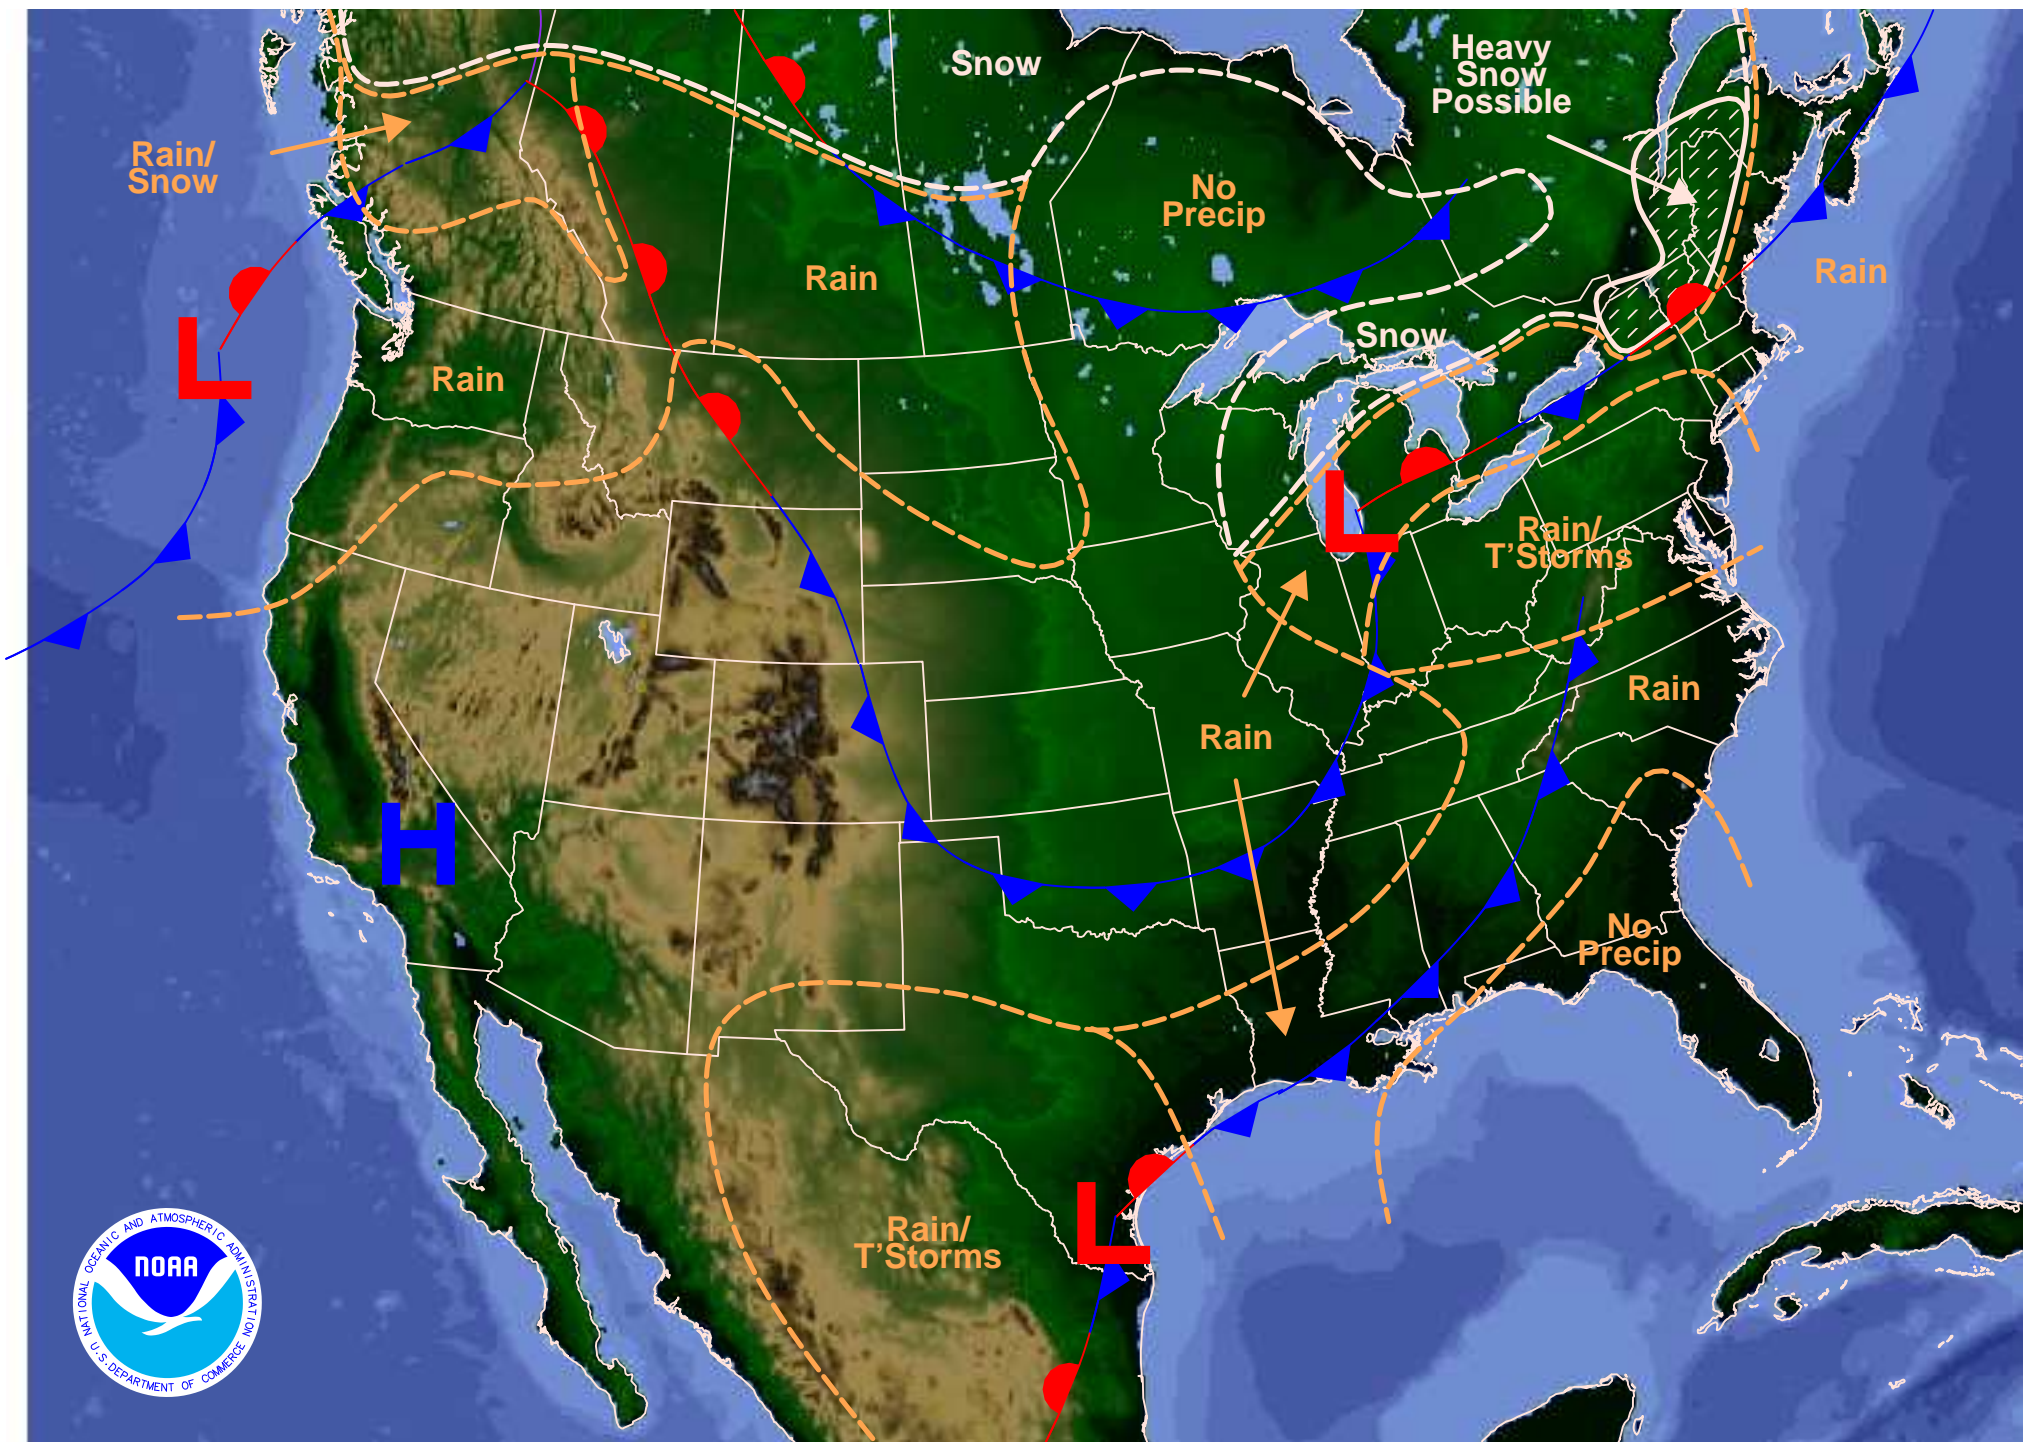 Snow
Heavy
Snow
Possible
Rain/
Snow
No
Precip
Rain
Rain
Snow
Rain
Rain/
T'Storms
Rain
Rain
L
L
H
No
Precip
Rain/
T'Storms
L
NATIONAL OCEANIC AND ATMOSPHERIC ADMINISTRATION
NOAA
U.S. DEPARTMENT OF COMMERCE